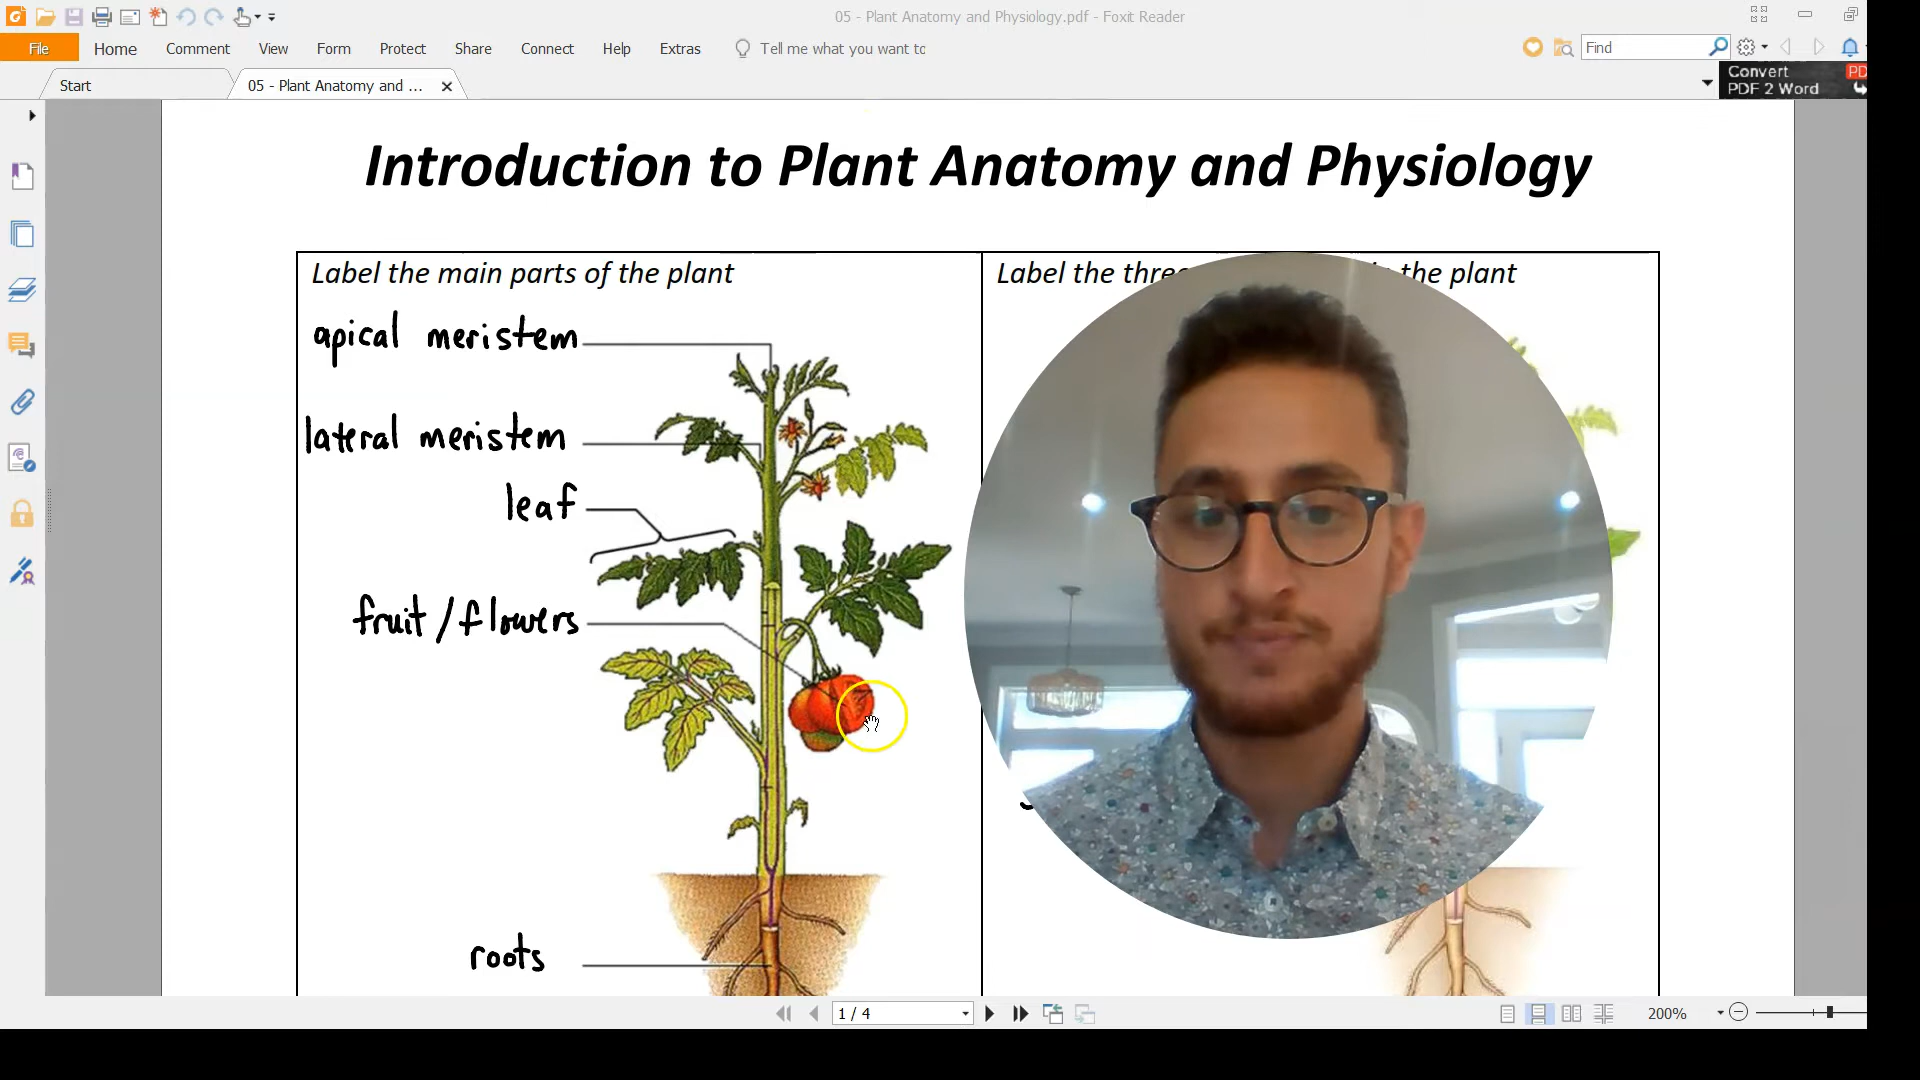 05 - Plant Anatomy and Physiology.pdf - Foxit Reader
File Home Comment View Form Protect Share Connect Help Extras Tell me what you want to Find
Start 05 - Plant Anatomy and ...
Convert PD
PDF 2 Word
Introduction to Plant Anatomy and Physiology
Label the main parts of the plant
apical meristem
lateral meristem
leaf
fruit/flowers
roots
Label the the plant
1 / 4 200%